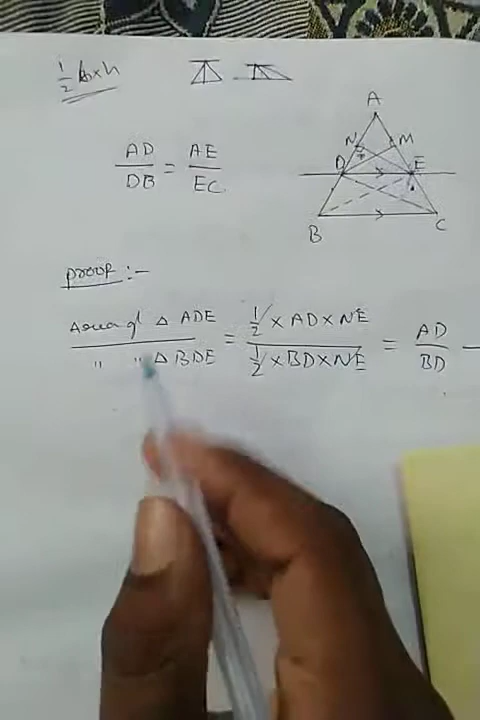 1/2 b×h
A
N M
D E
B C
AD/DB = AE/EC
proof :-
Area of △ ADE / " " △ BDE = 1/2 × AD × NE / 1/2 × BD × NE = AD/BD —